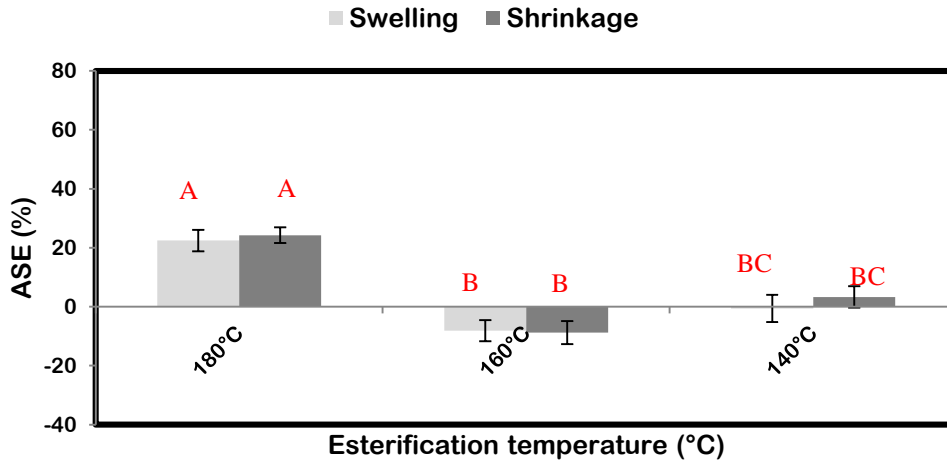 Swelling Shrinkage
80
60
40
20
0
-20
-40
ASE (%)
A A
B B
BC BC
180°C 160°C 140°C
Esterification temperature (°C)